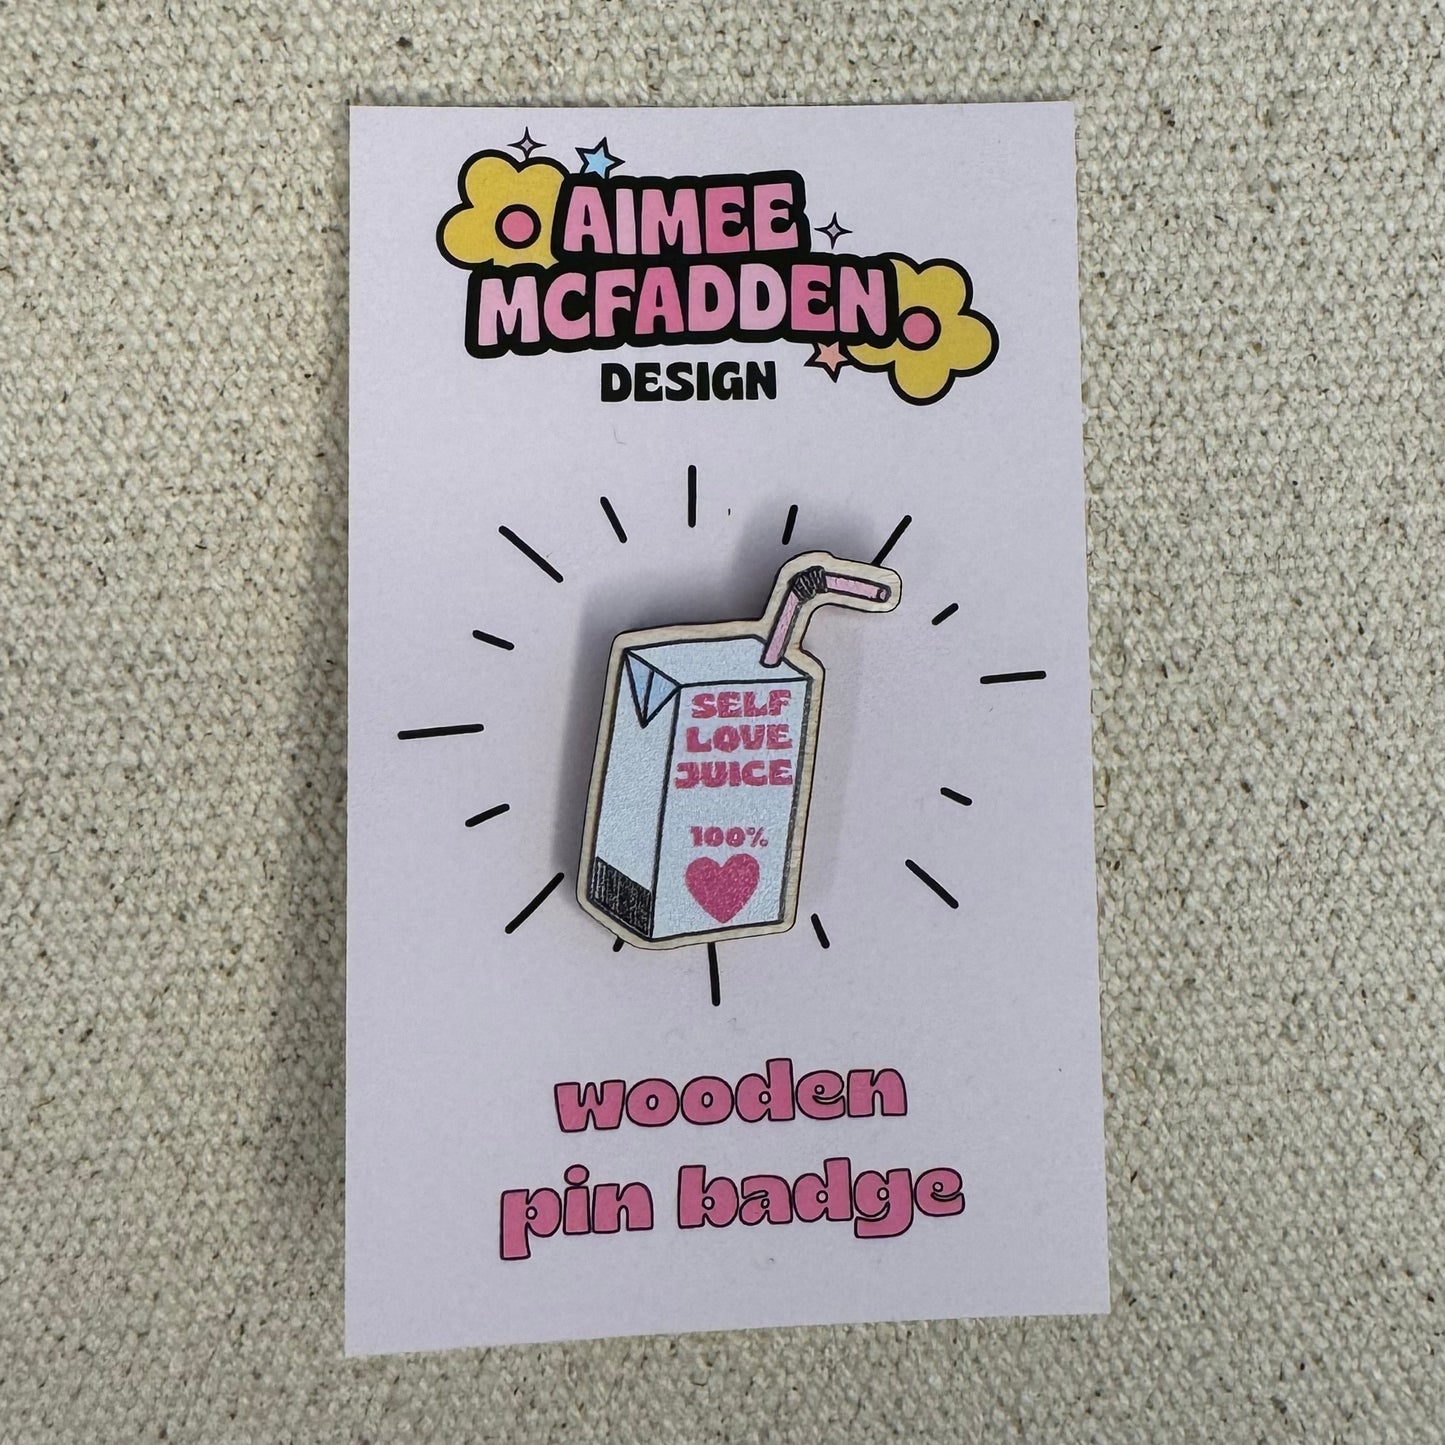 AIMEE
MCFADDEN
DESIGN
SELF
LOVE
JUICE
100%
wooden
pin badge